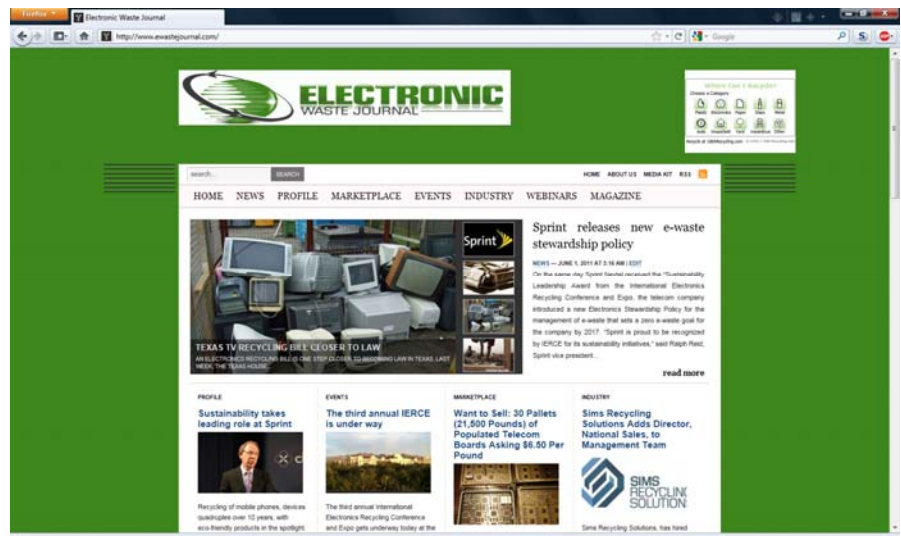 Firefox
Electronic Waste Journal
http://www.ewastejournal.com/
Google
ELECTRONIC
WASTE JOURNAL
Where Can I Recycle?
Choose a Category
Paper
Glass
Metal
search...
SEARCH
HOME ABOUT US MEDIA KIT RSS
HOME NEWS PROFILE MARKETPLACE EVENTS INDUSTRY WEBINARS MAGAZINE
Sprint
TEXAS TV RECYCLING BILL CLOSER TO LAW
AN ELECTRONICS RECYCLING BILL IS ONE STEP CLOSER TO BECOMING LAW IN TEXAS. LAST
WEEK, THE TEXAS HOUSE...
Sprint releases new e-waste
stewardship policy
NEWS — JUNE 1, 2011 AT 3:16 AM | EDIT
On the same day Sprint Nextel received the "Sustainability
Leadership Award from the International Electronics
Recycling Conference and Expo, the telecom company
introduced a new Electronics Stewardship Policy for the
management of e-waste that sets a zero e-waste goal for
the company by 2017. "Sprint is proud to be recognized
by IERCE for its sustainability initiatives," said Ralph Reid,
Sprint vice president...
read more
PROFILE
Sustainability takes
leading role at Sprint
Recycling of mobile phones, devices
quadruples over 10 years, with
eco-friendly products in the spotlight
EVENTS
The third annual IERCE
is under way
The third annual International
Electronics Recycling Conference
and Expo gets underway today at the
MARKETPLACE
Want to Sell: 30 Pallets
(21,500 Pounds) of
Populated Telecom
Boards Asking $6.50 Per
Pound
INDUSTRY
Sims Recycling
Solutions Adds Director,
National Sales, to
Management Team
SIMS
RECYCLING
SOLUTION
Sims Recycling Solutions, has hired